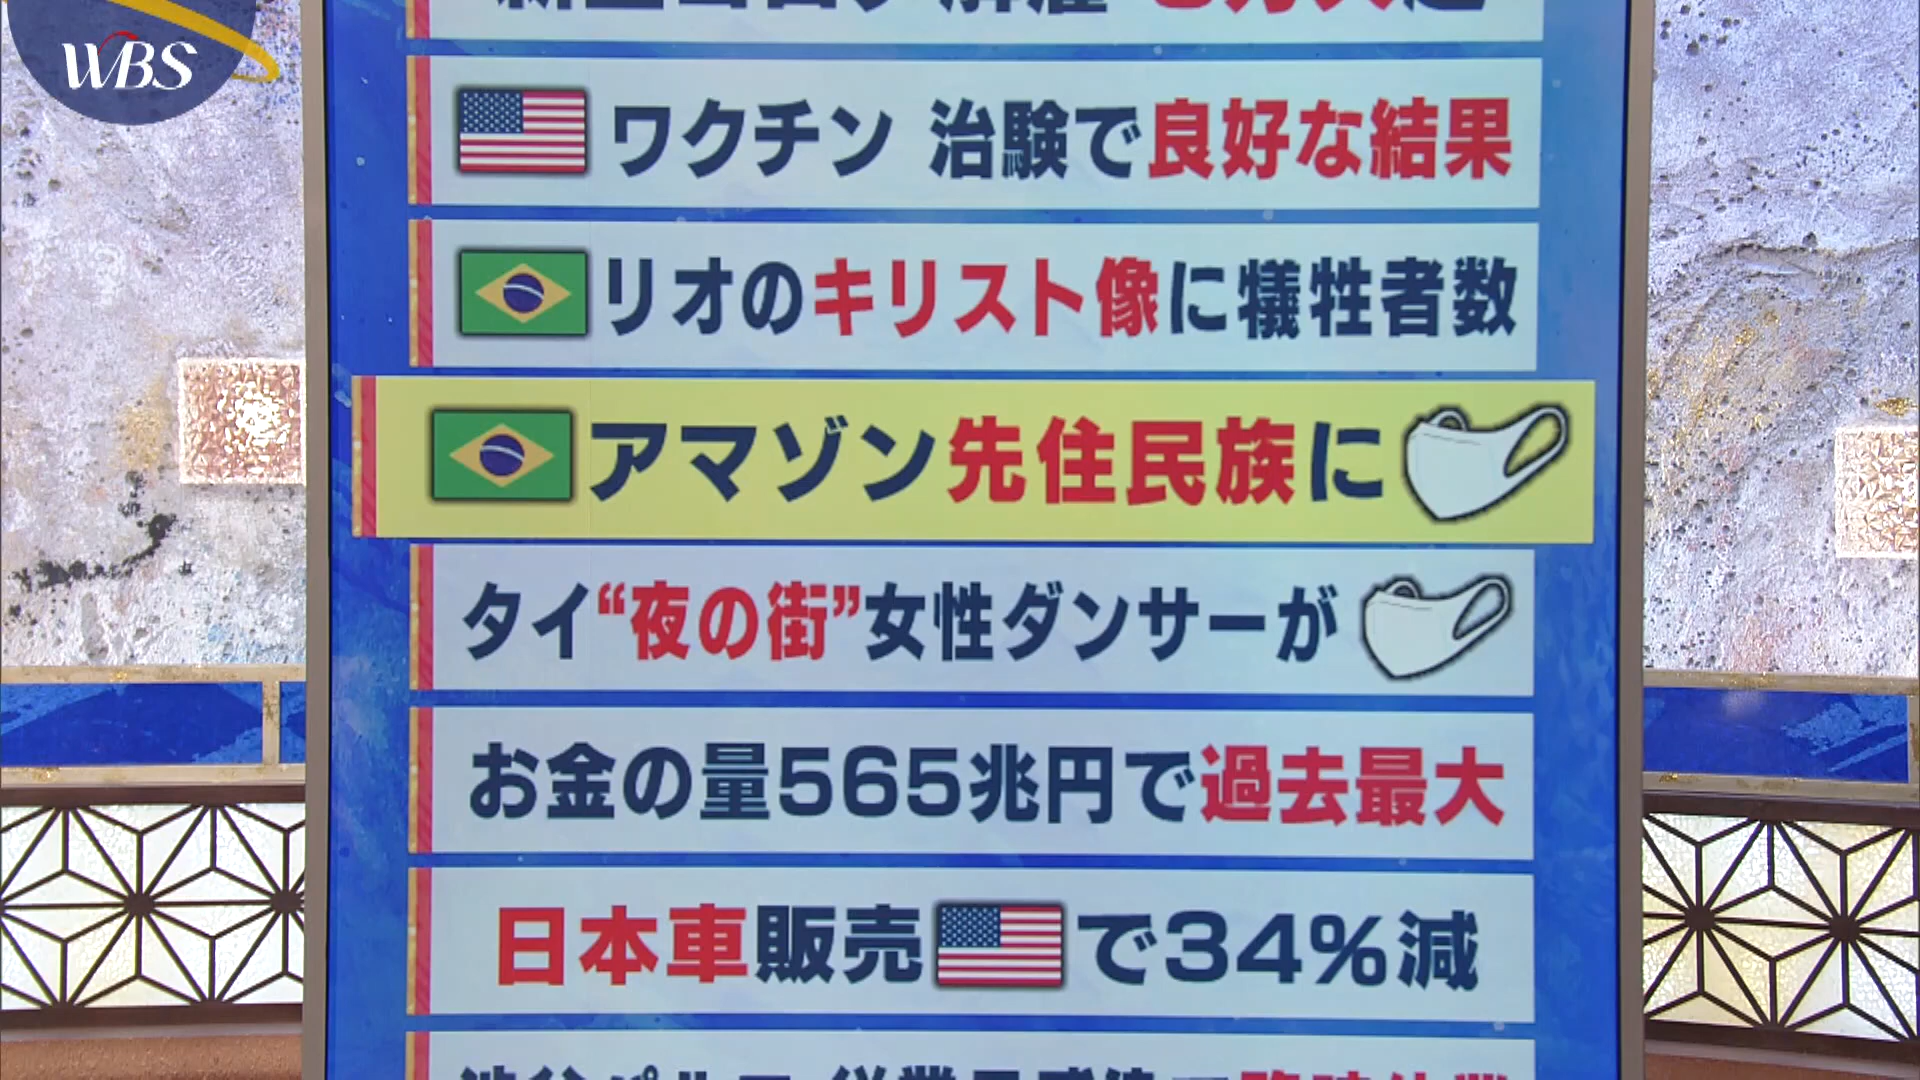 WBS
ワクチン 治験で良好な結果
リオのキリスト像に犠牲者数
アマゾン先住民族に
タイ“夜の街”女性ダンサーが
お金の量565兆円で過去最大
日本車販売で34%減